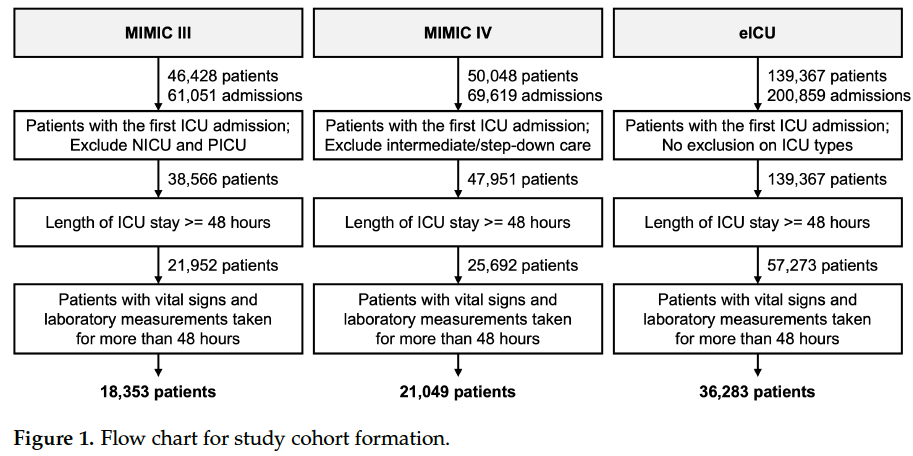 MIMIC III
46,428 patients
61,051 admissions
Patients with the first ICU admission;
Exclude NICU and PICU
38,566 patients
Length of ICU stay >= 48 hours
21,952 patients
Patients with vital signs and
laboratory measurements taken
for more than 48 hours
18,353 patients
MIMIC IV
50,048 patients
69,619 admissions
Patients with the first ICU admission;
Exclude intermediate/step-down care
47,951 patients
Length of ICU stay >= 48 hours
25,692 patients
Patients with vital signs and
laboratory measurements taken
for more than 48 hours
21,049 patients
eICU
139,367 patients
200,859 admissions
Patients with the first ICU admission;
No exclusion on ICU types
139,367 patients
Length of ICU stay >= 48 hours
57,273 patients
Patients with vital signs and
laboratory measurements taken
for more than 48 hours
36,283 patients
Figure 1. Flow chart for study cohort formation.